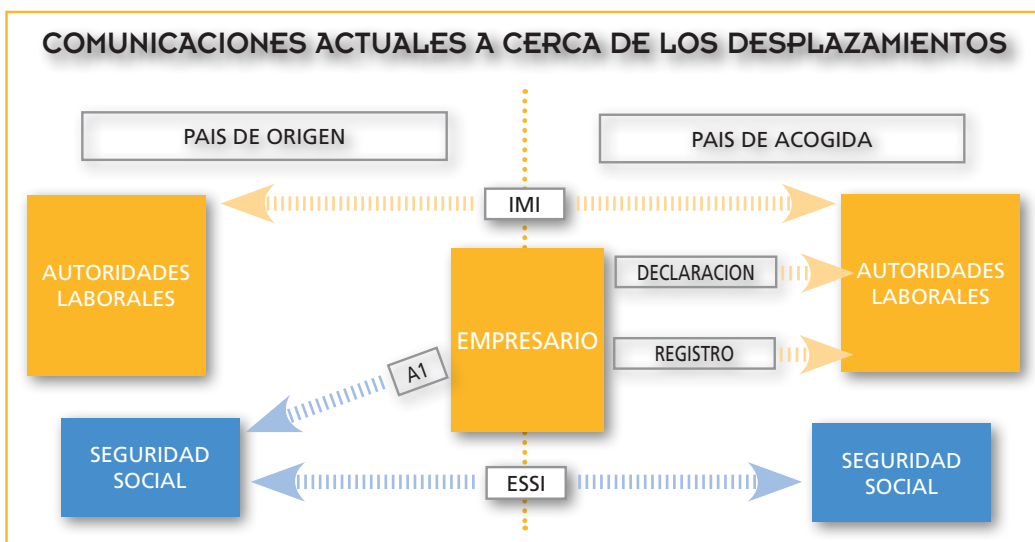 COMUNICACIONES ACTUALES A CERCA DE LOS DESPLAZAMIENTOS
PAIS DE ORIGEN
PAIS DE ACOGIDA
IMI
AUTORIDADES
LABORALES
DECLARACION
AUTORIDADES
LABORALES
EMPRESARIO
REGISTRO
A1
SEGURIDAD
SOCIAL
ESSI
SEGURIDAD
SOCIAL